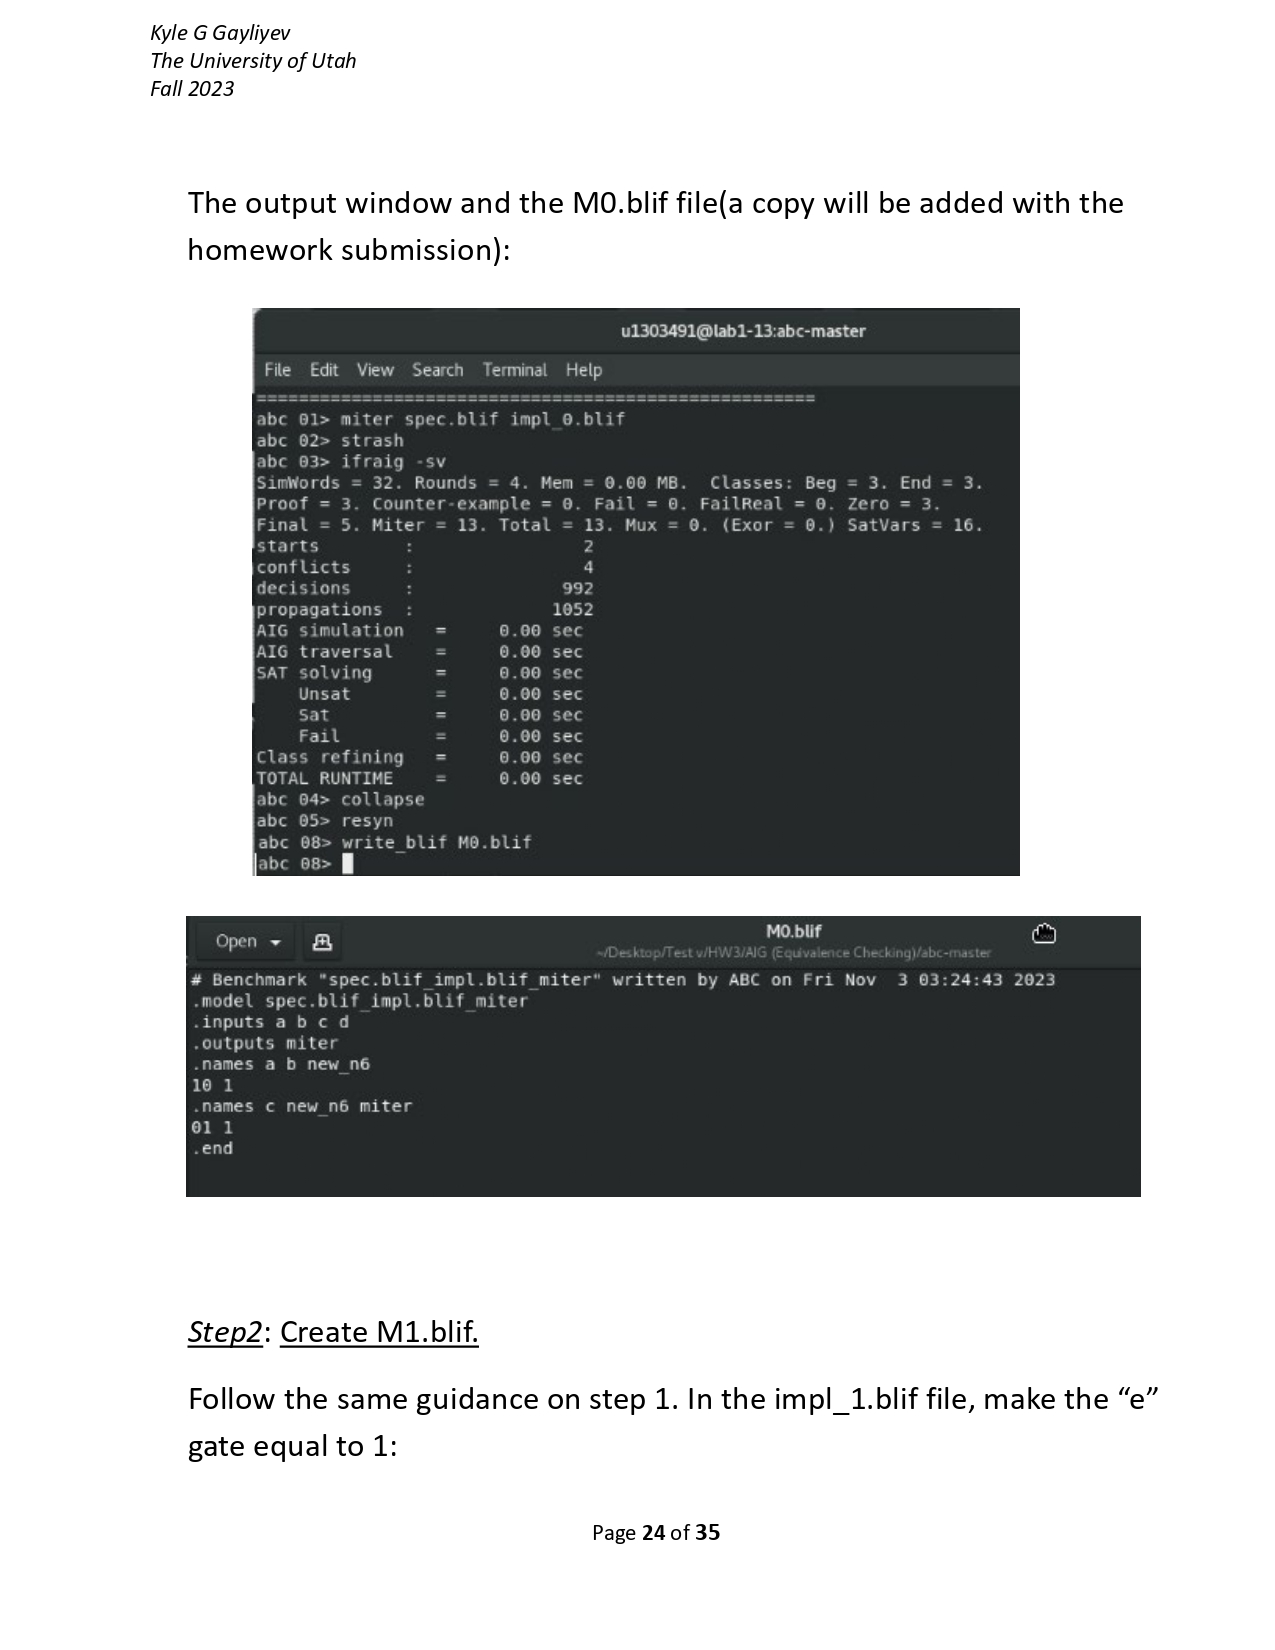 Kyle G Gayliyev
The University of Utah
Fall 2023
The output window and the M0.blif file(a copy will be added with the
homework submission):
u1303491@lab1-13:abc-master
File Edit View Search Terminal Help
=====================================================
abc 01> miter spec.blif impl_0.blif
abc 02> strash
abc 03> ifraig -sv
SimWords = 32. Rounds = 4. Mem = 0.00 MB.  Classes: Beg = 3. End = 3.
Proof = 3. Counter-example = 0. Fail = 0. FailReal = 0. Zero = 3.
Final = 5. Miter = 13. Total = 13. Mux = 0. (Exor = 0.) SatVars = 16.
starts : 2
conflicts : 4
decisions : 992
propagations : 1052
AIG simulation = 0.00 sec
AIG traversal = 0.00 sec
SAT solving = 0.00 sec
Unsat = 0.00 sec
Sat = 0.00 sec
Fail = 0.00 sec
Class refining = 0.00 sec
TOTAL RUNTIME = 0.00 sec
abc 04> collapse
abc 05> resyn
abc 08> write_blif M0.blif
abc 08>
Open M0.blif
~/Desktop/Test v/HW3/AIG (Equivalence Checking)/abc-master
# Benchmark "spec.blif_impl.blif_miter" written by ABC on Fri Nov  3 03:24:43 2023
.model spec.blif_impl.blif_miter
.inputs a b c d
.outputs miter
.names a b new_n6
10 1
.names c new_n6 miter
01 1
.end
Step2: Create M1.blif.
Follow the same guidance on step 1. In the impl_1.blif file, make the “e”
gate equal to 1:
Page 24 of 35